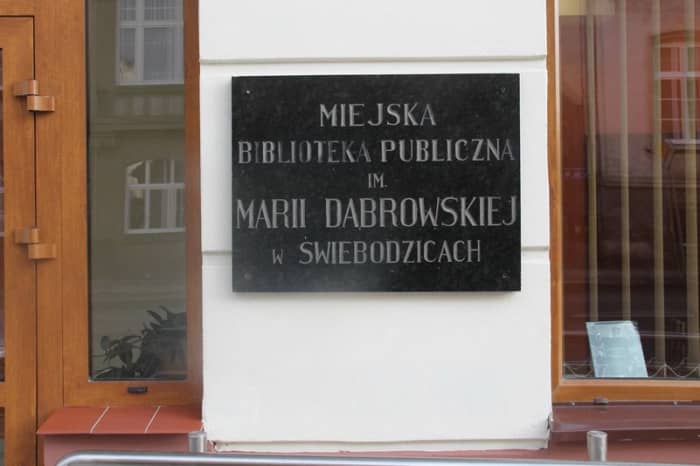 MIEJSKA
BIBLIOTEKA PUBLICZNA
IM.
MARII DĄBROWSKIEJ
W ŚWIEBODZICACH